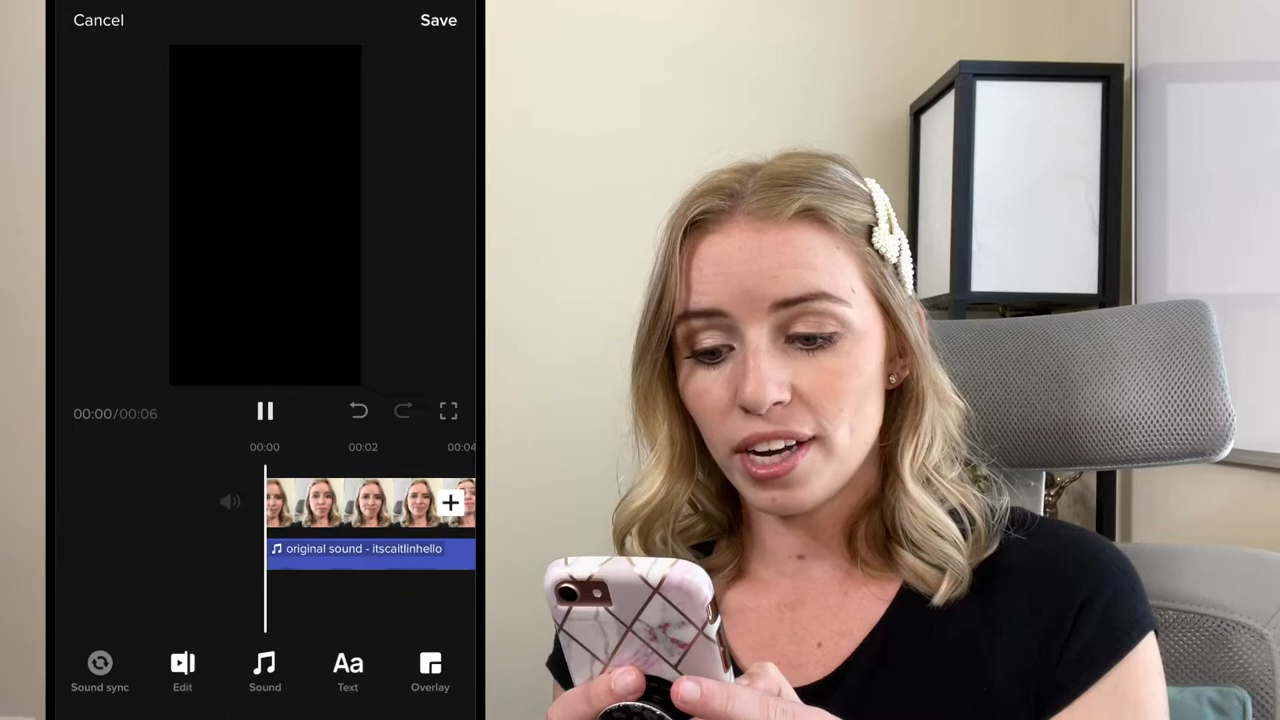 Cancel Save
00:00/00:06
00:00 00:02 00:04
original sound - itscaitlinhello
Aa
Sound sync Edit Sound Text Overlay